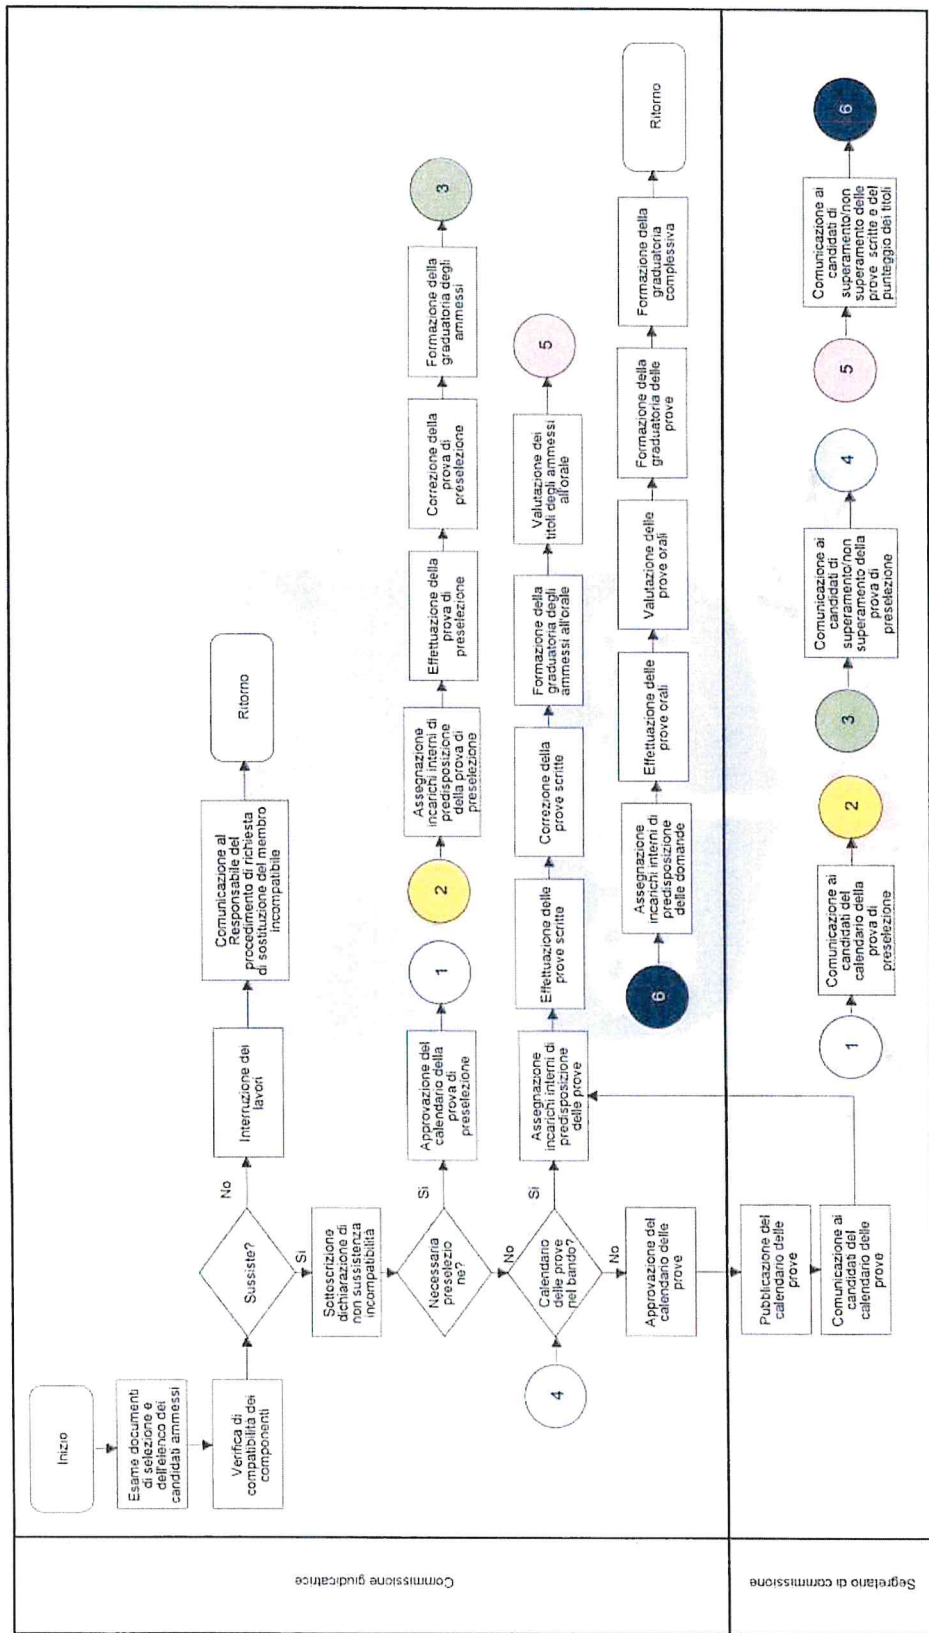 Commissione giudicatrice
Inizio
Esame documenti
di selezione e
dell'elenco dei
candidati ammessi
Verifica di
compatibilità dei
componenti
Sussiste?
No
Interruzione dei
lavori
Comunicazione al
Responsabile del
procedimento di richiesta
di sostituzione del membro
incompatibile
Ritorno
Si
Sottoscrizione
dichiarazione di
non sussistenza
incompatibilità
Necessaria
preselezio
ne?
Si
Approvazione del
calendario della
prova di
preselezione
1
2
Assegnazione
incarichi interni di
predisposizione
della prova di
preselezione
Effettuazione della
prova di
preselezione
Correzione della
prova di
preselezione
Formazione della
graduatoria degli
ammessi
3
No
4
Calendario
delle prove
nel bando?
Si
Assegnazione
incarichi interni di
predisposizione
delle prove
Effettuazione delle
prove scritte
Correzione della
prove scritte
Formazione della
graduatoria degli
ammessi all'orale
Valutazione dei
titoli degli ammessi
all'orale
5
No
Approvazione del
calendario delle
prove
6
Assegnazione
incarichi interni di
predisposizione
delle domande
Effettuazione delle
prove orali
Valutazione delle
prove orali
Formazione della
graduatoria delle
prove
Formazione della
graduatoria
complessiva
Ritorno
Segretario di commissione
Pubblicazione del
calendario delle
prove
Comunicazione ai
candidati del
calendario delle
prove
1
Comunicazione ai
candidati del
calendario della
prova di
preselezione
2
3
Comunicazione ai
candidati di
superamento/non
superamento della
prova di
preselezione
4
5
Comunicazione ai
candidati di
superamento/non
superamento delle
prove scritte e del
punteggio dei titoli
6